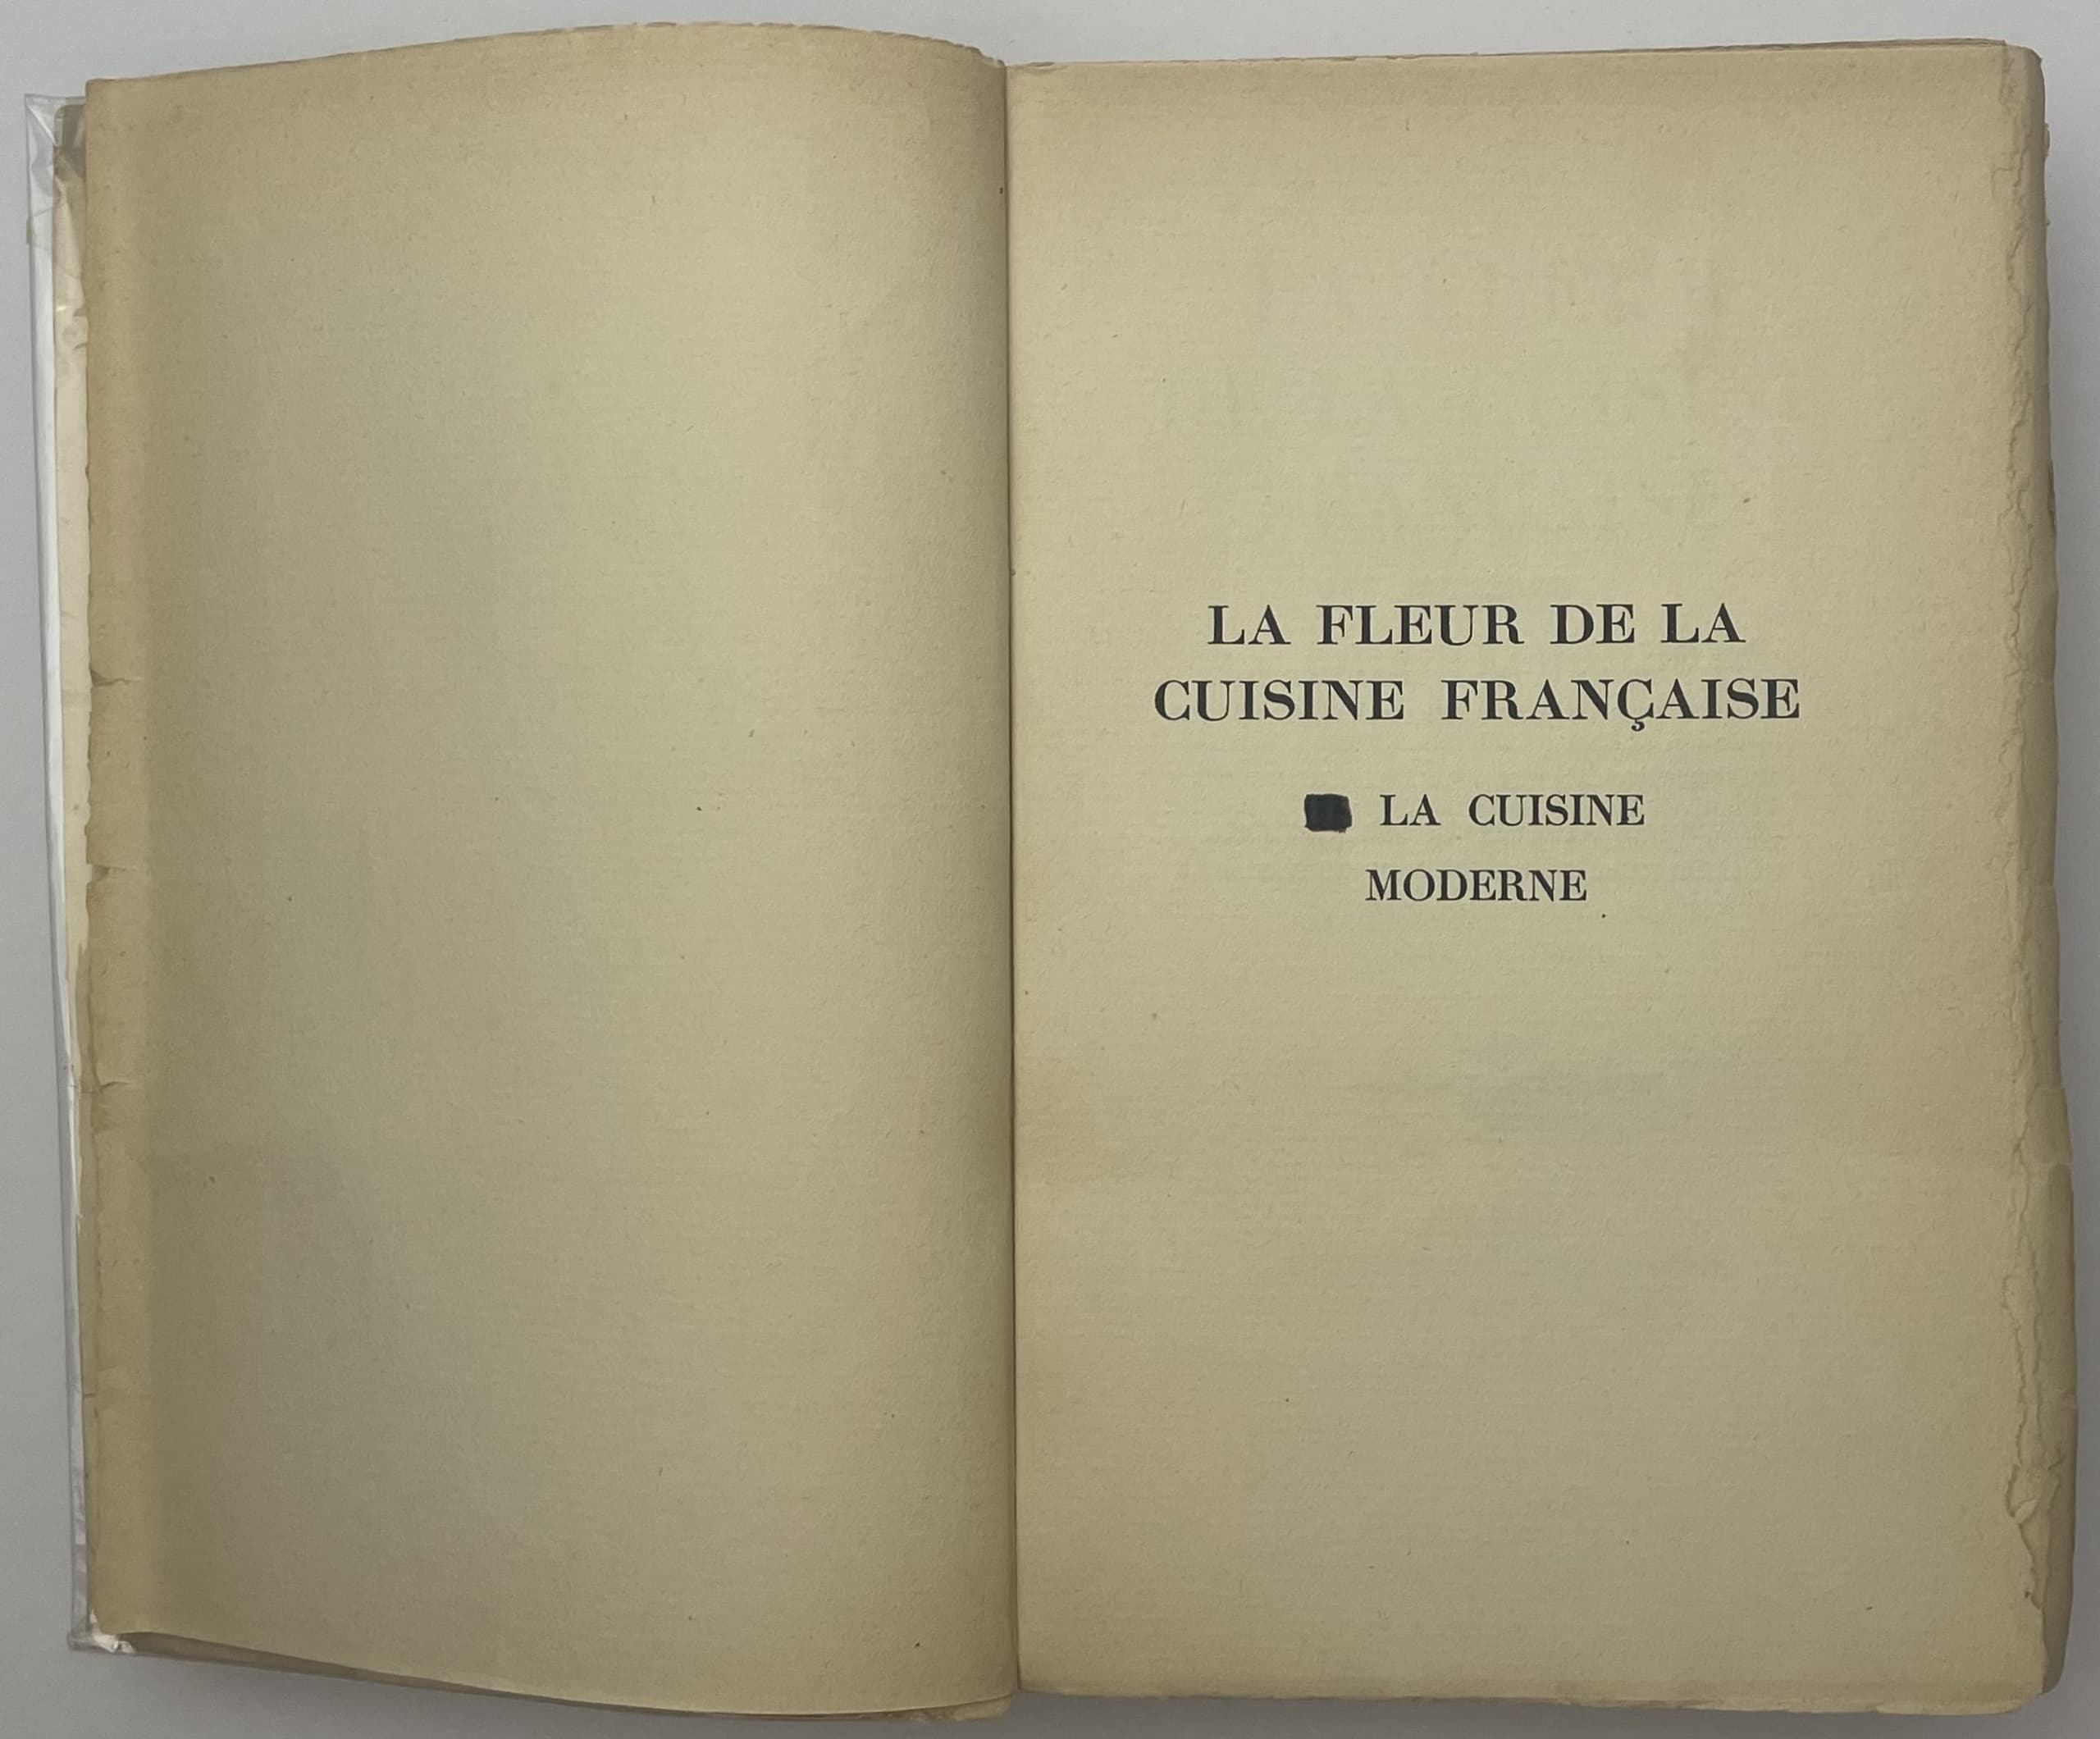 LA FLEUR DE LA
CUISINE FRANÇAISE
LA CUISINE
MODERNE